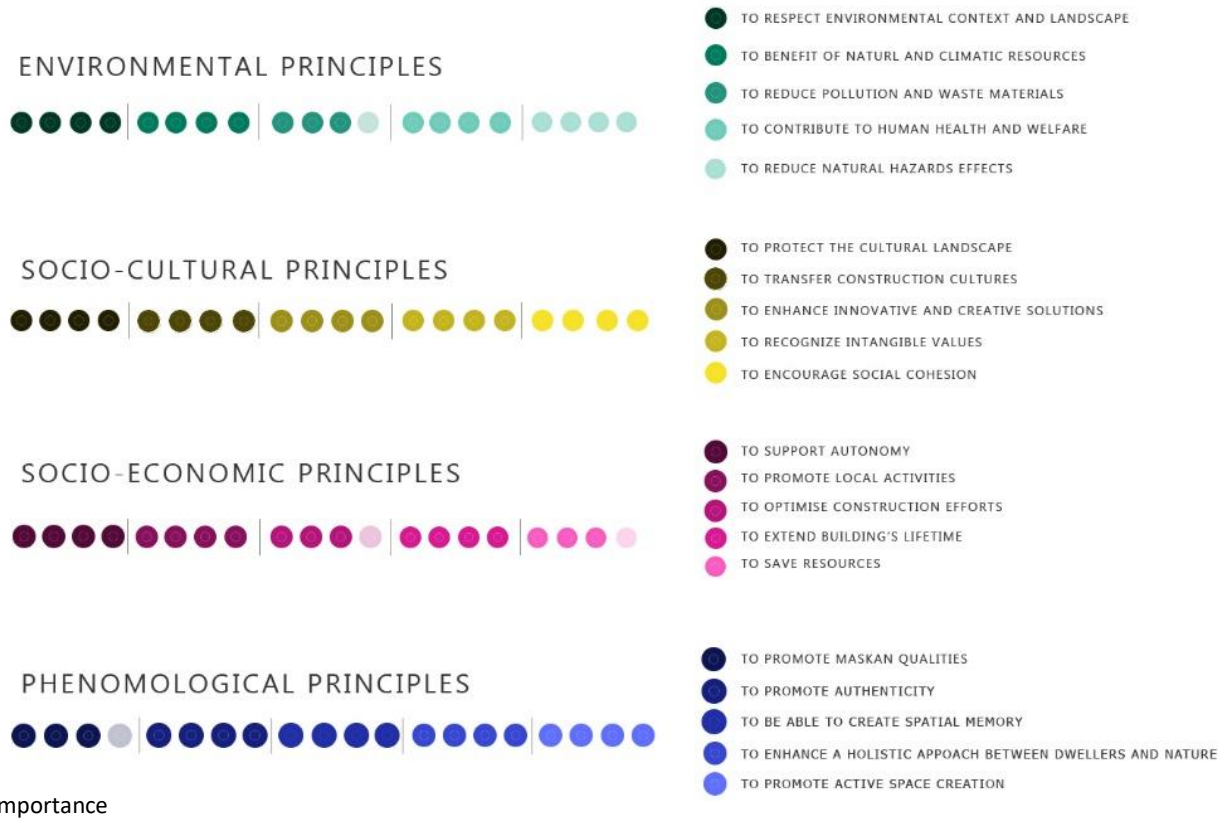 ENVIRONMENTAL PRINCIPLES
TO RESPECT ENVIRONMENTAL CONTEXT AND LANDSCAPE
TO BENEFIT OF NATURL AND CLIMATIC RESOURCES
TO REDUCE POLLUTION AND WASTE MATERIALS
TO CONTRIBUTE TO HUMAN HEALTH AND WELFARE
TO REDUCE NATURAL HAZARDS EFFECTS
SOCIO-CULTURAL PRINCIPLES
TO PROTECT THE CULTURAL LANDSCAPE
TO TRANSFER CONSTRUCTION CULTURES
TO ENHANCE INNOVATIVE AND CREATIVE SOLUTIONS
TO RECOGNIZE INTANGIBLE VALUES
TO ENCOURAGE SOCIAL COHESION
SOCIO-ECONOMIC PRINCIPLES
TO SUPPORT AUTONOMY
TO PROMOTE LOCAL ACTIVITIES
TO OPTIMISE CONSTRUCTION EFFORTS
TO EXTEND BUILDING'S LIFETIME
TO SAVE RESOURCES
PHENOMOLOGICAL PRINCIPLES
TO PROMOTE MASKAN QUALITIES
TO PROMOTE AUTHENTICITY
TO BE ABLE TO CREATE SPATIAL MEMORY
TO ENHANCE A HOLISTIC APPOACH BETWEEN DWELLERS AND NATURE
TO PROMOTE ACTIVE SPACE CREATION
mportance